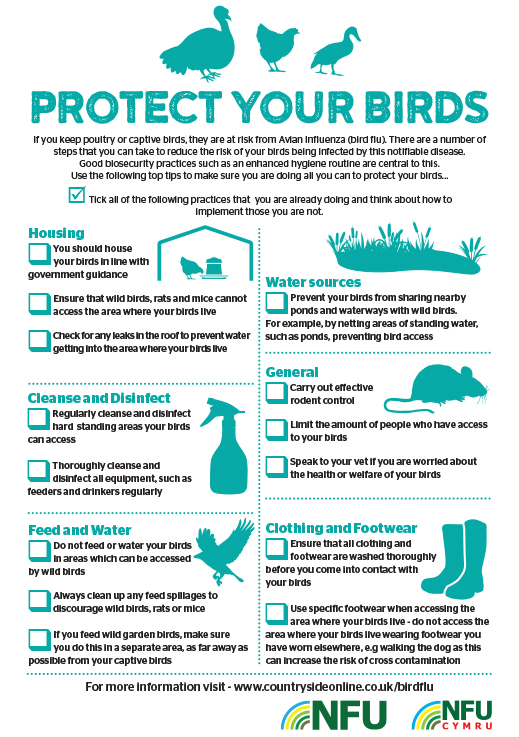 PROTECT YOUR BIRDS
If you keep poultry or captive birds, they are at risk from Avian Influenza (bird flu). There are a number of
steps that you can take to reduce the risk of your birds being infected by this notifiable disease.
Good biosecurity practices such as an enhanced hygiene routine are central to this.
Use the following top tips to make sure you are doing all you can to protect your birds...
Tick all of the following practices that you are already doing and think about how to
implement those you are not.
Housing
You should house
your birds in line with
government guidance
Ensure that wild birds, rats and mice cannot
access the area where your birds live
Check for any leaks in the roof to prevent water
getting into the area where your birds live
Cleanse and Disinfect
Regularly cleanse and disinfect
hard standing areas your birds
can access
Thoroughly cleanse and
disinfect all equipment, such as
feeders and drinkers regularly
Feed and Water
Do not feed or water your birds
in areas which can be accessed
by wild birds
Always clean up any feed spillages to
discourage wild birds, rats or mice
If you feed wild garden birds, make sure
you do this in a separate area, as far away as
possible from your captive birds
Water sources
Prevent your birds from sharing nearby
ponds and waterways with wild birds.
For example, by netting areas of standing water,
such as ponds, preventing bird access
General
Carry out effective
rodent control
Limit the amount of people who have access
to your birds
Speak to your vet if you are worried about
the health or welfare of your birds
Clothing and Footwear
Ensure that all clothing and
footwear are washed thoroughly
before you come into contact with
your birds
Use specific footwear when accessing the
area where your birds live - do not access the
area where your birds live wearing footwear you
have worn elsewhere, e.g walking the dog as this
can increase the risk of cross contamination
For more information visit - www.countrysideonline.co.uk/birdflu
NFU
NFU
CYMRU